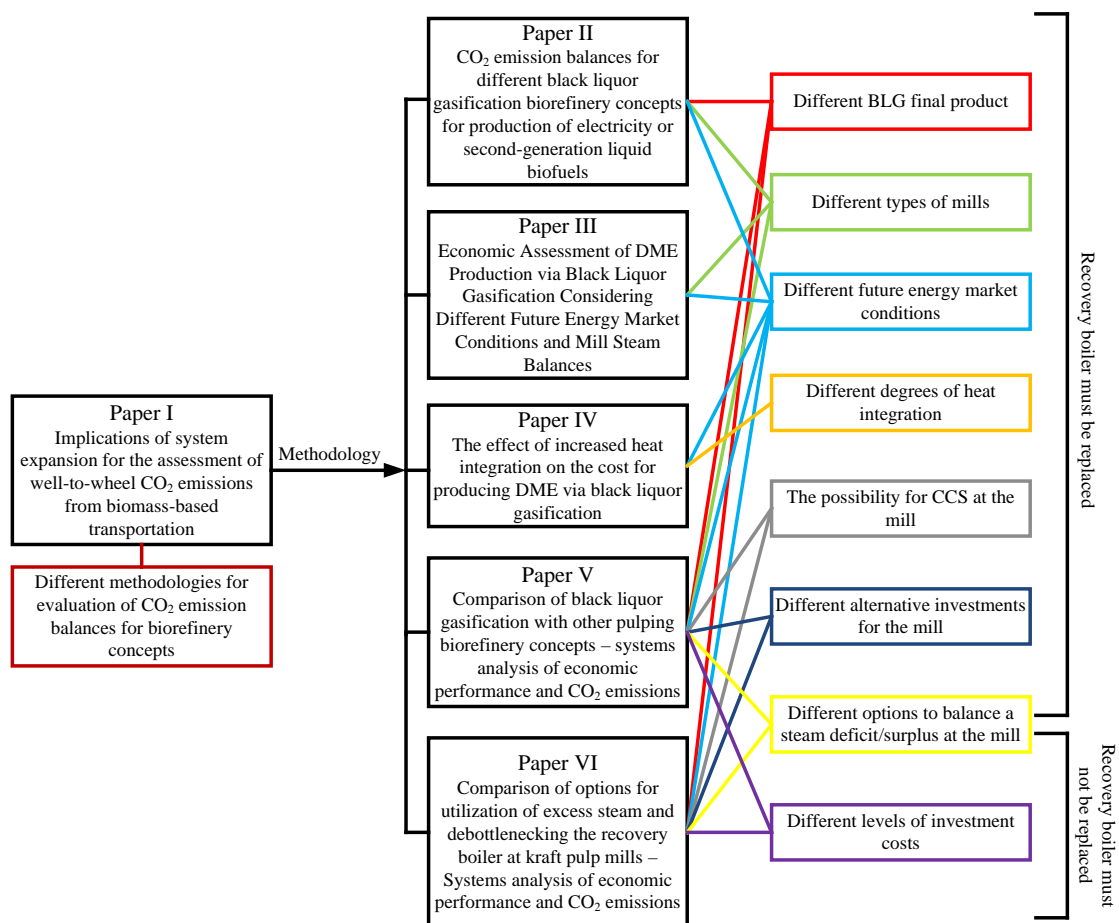 Paper I
Implications of system
expansion for the assessment of
well-to-wheel CO₂ emissions
from biomass-based
transportation
Different methodologies for
evaluation of CO₂ emission
balances for biorefinery
concepts
Methodology
Paper II
CO₂ emission balances for
different black liquor
gasification biorefinery concepts
for production of electricity or
second-generation liquid
biofuels
Paper III
Economic Assessment of DME
Production via Black Liquor
Gasification Considering
Different Future Energy Market
Conditions and Mill Steam
Balances
Paper IV
The effect of increased heat
integration on the cost for
producing DME via black liquor
gasification
Paper V
Comparison of black liquor
gasification with other pulping
biorefinery concepts – systems
analysis of economic
performance and CO₂ emissions
Paper VI
Comparison of options for
utilization of excess steam and
debottlenecking the recovery
boiler at kraft pulp mills –
Systems analysis of economic
performance and CO₂ emissions
Different BLG final product
Different types of mills
Different future energy market
conditions
Different degrees of heat
integration
The possibility for CCS at the
mill
Different alternative investments
for the mill
Different options to balance a
steam deficit/surplus at the mill
Different levels of investment
costs
Recovery boiler must be replaced
Recovery boiler must
not be replaced